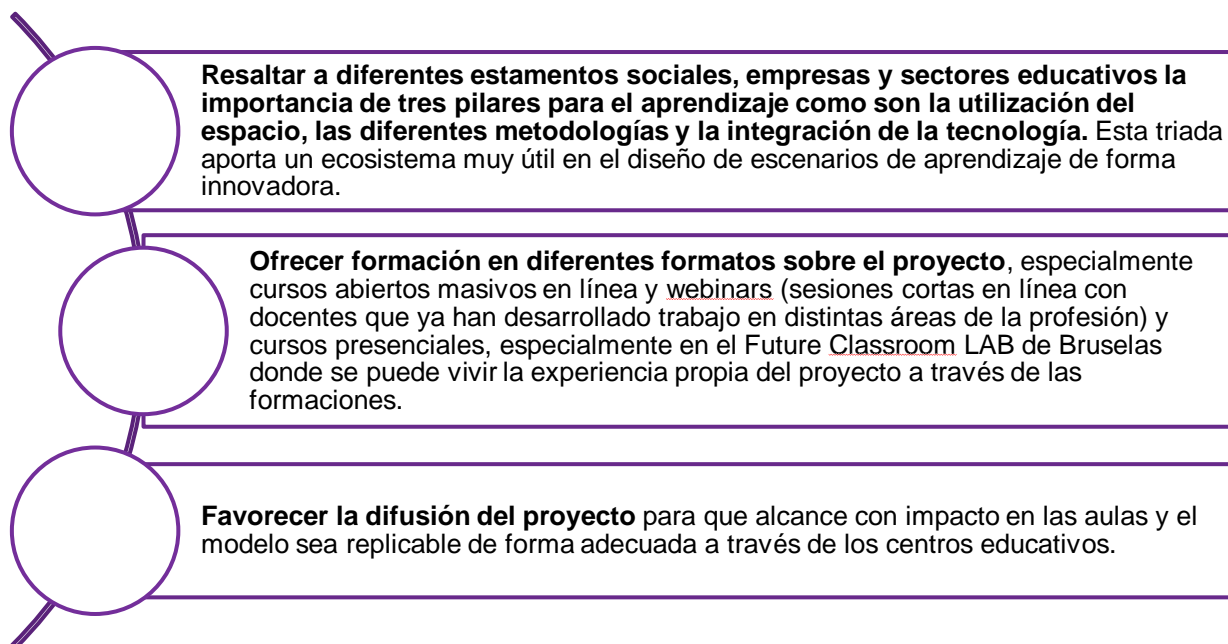 Resaltar a diferentes estamentos sociales, empresas y sectores educativos la
importancia de tres pilares para el aprendizaje como son la utilización del
espacio, las diferentes metodologías y la integración de la tecnología. Esta triada
aporta un ecosistema muy útil en el diseño de escenarios de aprendizaje de forma
innovadora.
Ofrecer formación en diferentes formatos sobre el proyecto, especialmente
cursos abiertos masivos en línea y webinars (sesiones cortas en línea con
docentes que ya han desarrollado trabajo en distintas áreas de la profesión) y
cursos presenciales, especialmente en el Future Classroom LAB de Bruselas
donde se puede vivir la experiencia propia del proyecto a través de las
formaciones.
Favorecer la difusión del proyecto para que alcance con impacto en las aulas y el
modelo sea replicable de forma adecuada a través de los centros educativos.